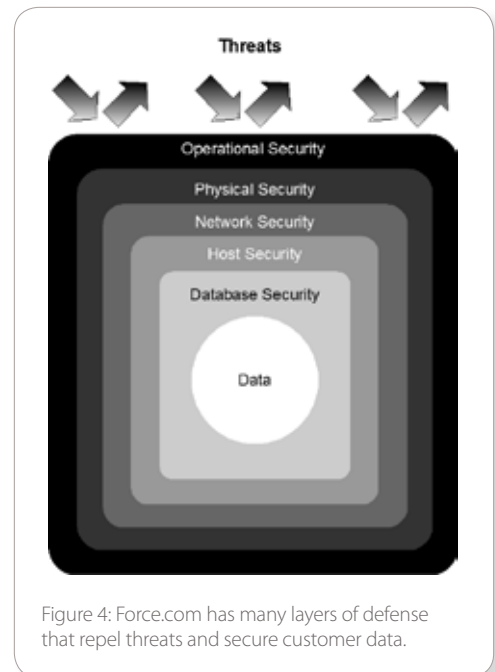 Threats
Operational Security
Physical Security
Network Security
Host Security
Database Security
Data
Figure 4: Force.com has many layers of defense
that repel threats and secure customer data.